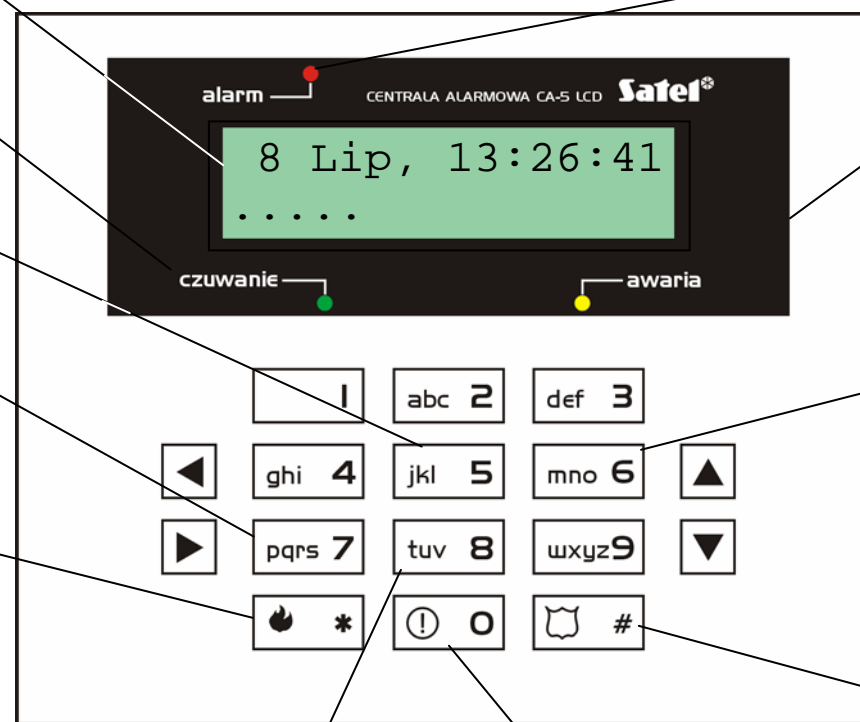 alarm
CENTRALA ALARMOWA CA-5 LCD Satel
8 Lip, 13:26:41
.....
czuwanie awaria
1 abc 2 def 3
ghi 4 jkl 5 mno 6
pqrs 7 tuv 8 wxyz 9
* 0 #